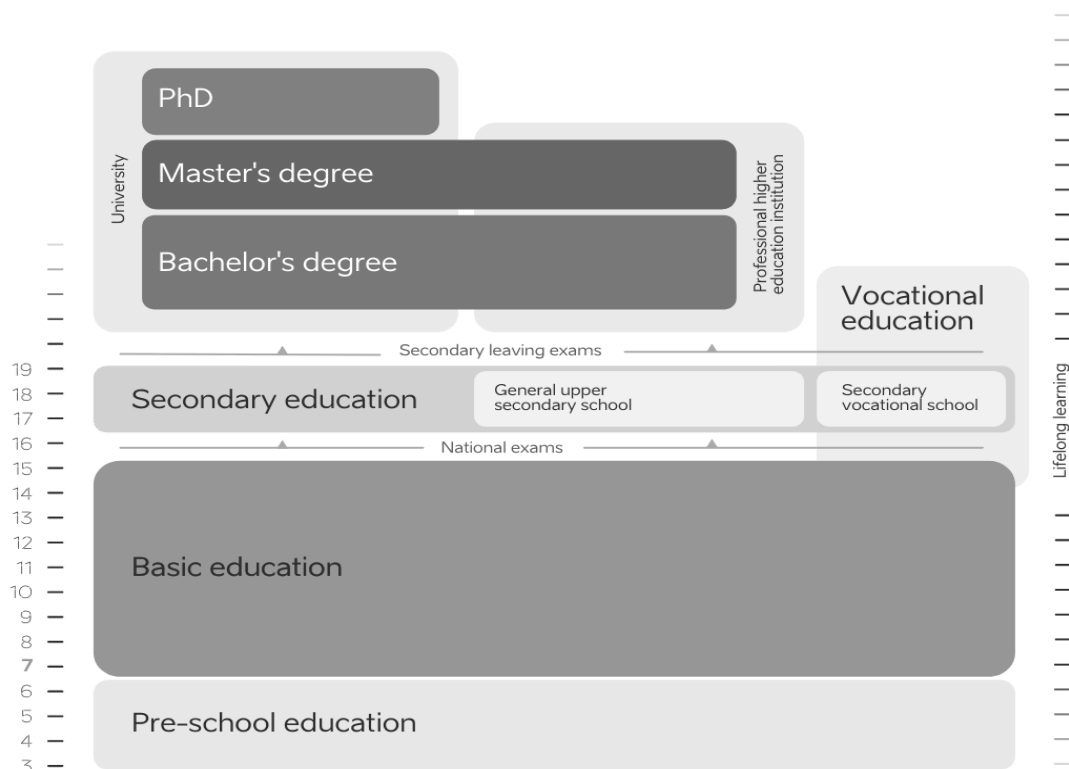 PhD
Master's degree
Bachelor's degree
University
Professional higher
education institution
Vocational
education
Secondary leaving exams
Secondary education
General upper
secondary school
Secondary
vocational school
National exams
Basic education
Pre-school education
19
18
17
16
15
14
13
12
11
10
9
8
7
6
5
4
3
Lifelong learning